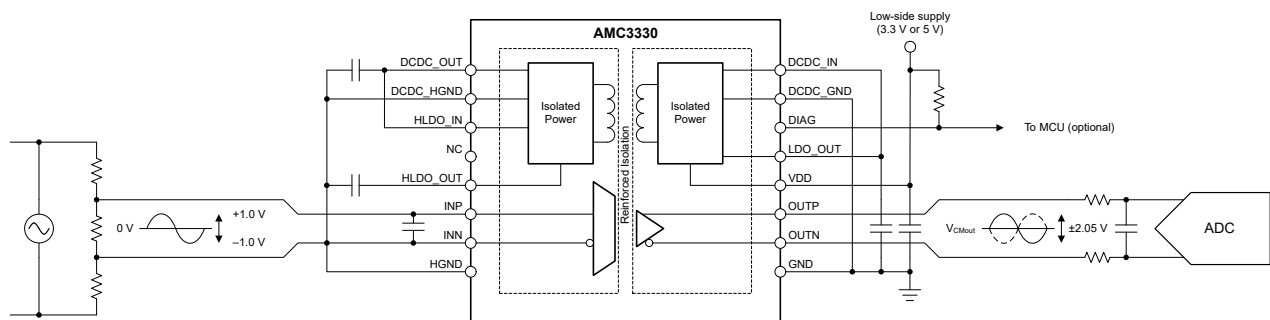 Low-side supply
(3.3 V or 5 V)
AMC3330
DCDC_OUT
DCDC_HGND
HLDO_IN
NC
HLDO_OUT
INP
INN
HGND
Isolated
Power
Reinforced Isolation
Isolated
Power
DCDC_IN
DCDC_GND
DIAG
LDO_OUT
VDD
OUTP
OUTN
GND
To MCU (optional)
0 V
+1.0 V
–1.0 V
VCMout
±2.05 V
ADC